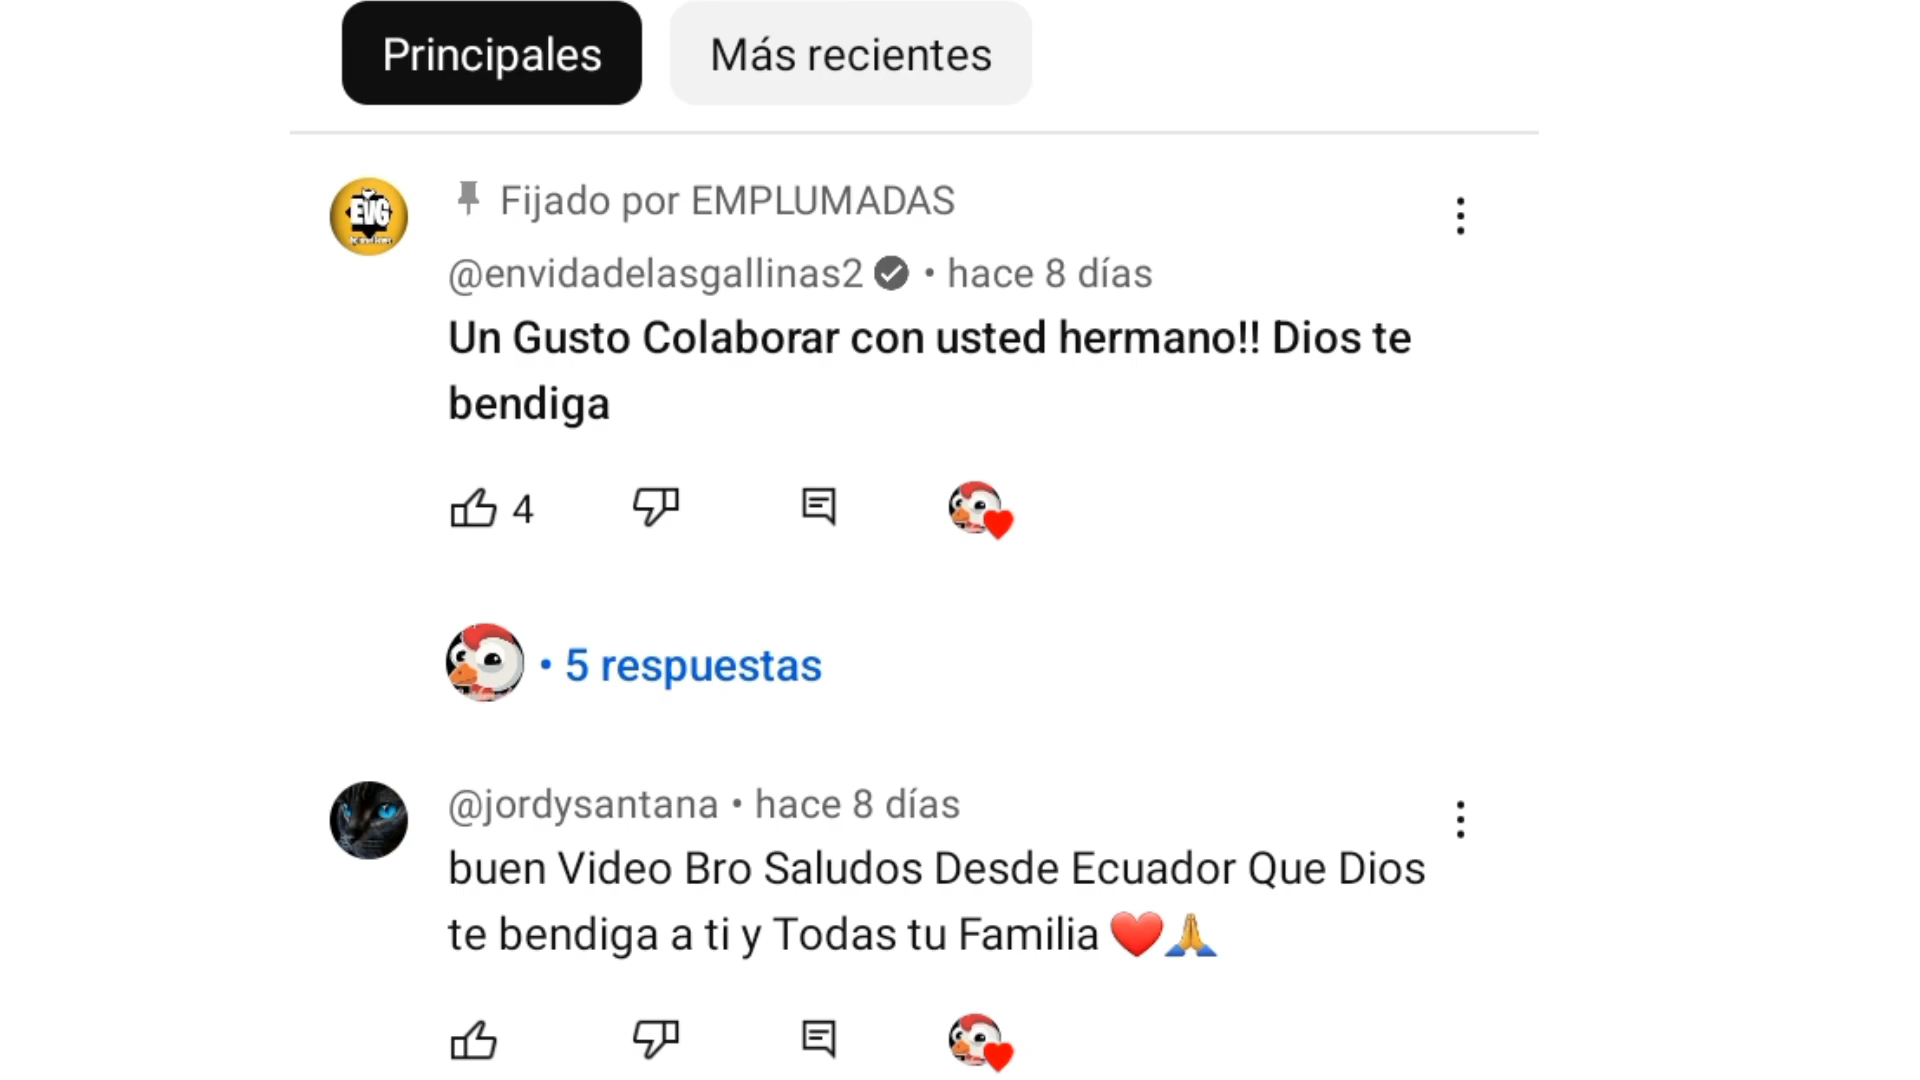 Principales
Más recientes
EVG
Fijado por EMPLUMADAS
@envidadelasgallinas2 • hace 8 días
Un Gusto Colaborar con usted hermano!! Dios te
bendiga
4
• 5 respuestas
@jordysantana • hace 8 días
buen Video Bro Saludos Desde Ecuador Que Dios
te bendiga a ti y Todas tu Familia ❤️🙏